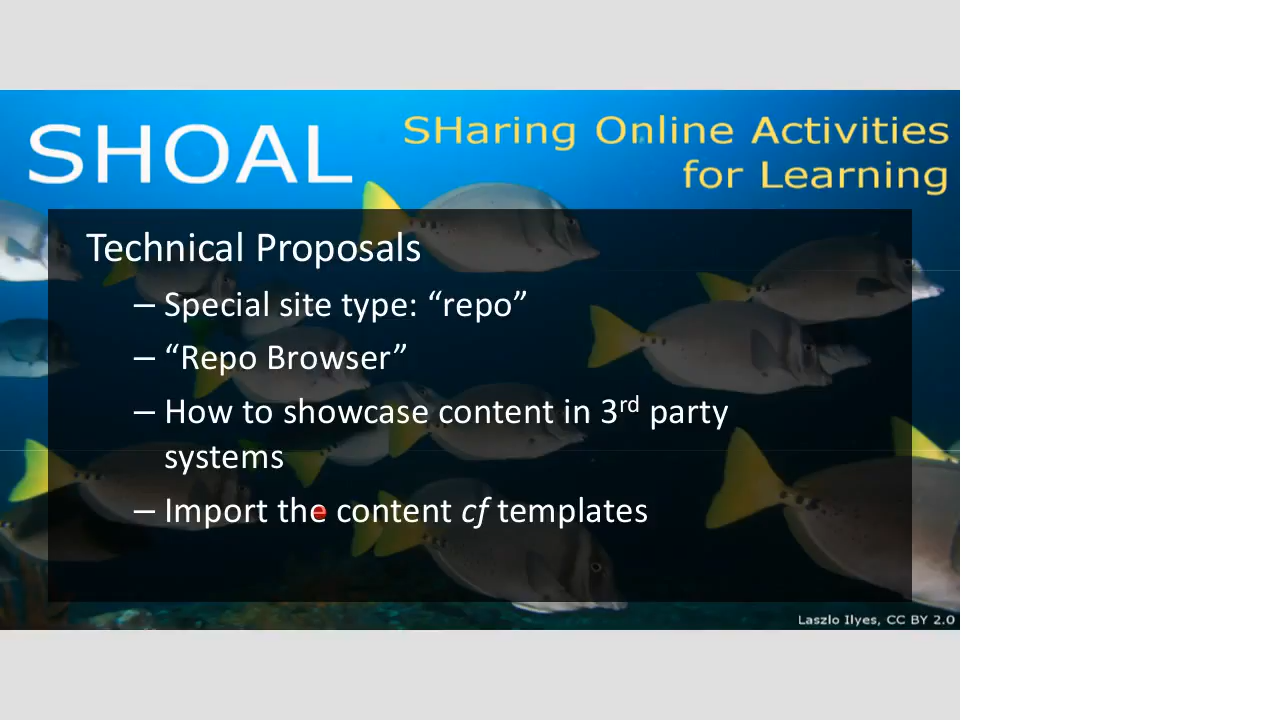 SHOAL
SHaring Online Activities
for Learning
Technical Proposals
– Special site type: “repo”
– “Repo Browser”
– How to showcase content in 3rd party
systems
– Import the content cf templates
Laszlo Ilyes, CC BY 2.0